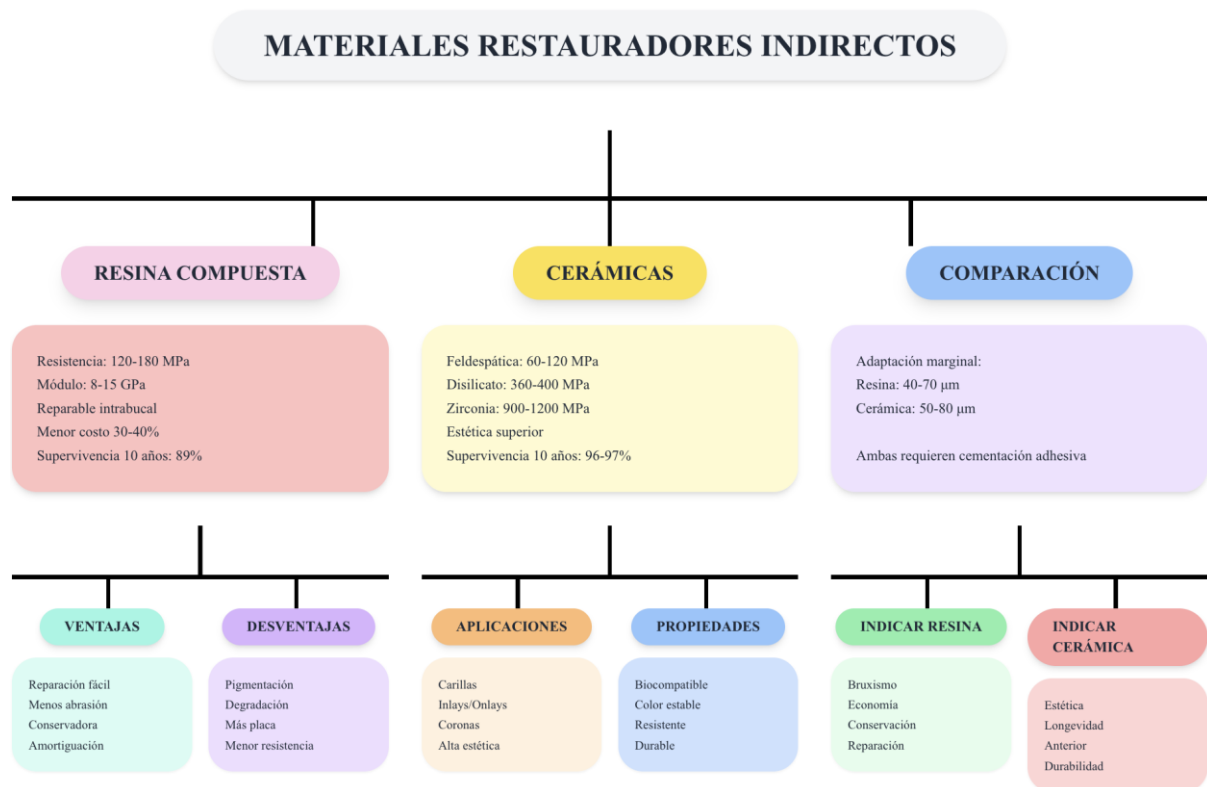 MATERIALES RESTAURADORES INDIRECTOS
RESINA COMPUESTA
Resistencia: 120-180 MPa
Módulo: 8-15 GPa
Reparable intrabucal
Menor costo 30-40%
Supervivencia 10 años: 89%
CERÁMICAS
Feldespática: 60-120 MPa
Disilicato: 360-400 MPa
Zirconia: 900-1200 MPa
Estética superior
Supervivencia 10 años: 96-97%
COMPARACIÓN
Adaptación marginal:
Resina: 40-70 μm
Cerámica: 50-80 μm
Ambas requieren cementación adhesiva
VENTAJAS
Reparación fácil
Menos abrasión
Conservadora
Amortiguación
DESVENTAJAS
Pigmentación
Degradación
Más placa
Menor resistencia
APLICACIONES
Carillas
Inlays/Onlays
Coronas
Alta estética
PROPIEDADES
Biocompatible
Color estable
Resistente
Durable
INDICAR RESINA
Bruxismo
Economía
Conservación
Reparación
INDICAR
CERÁMICA
Estética
Longevidad
Anterior
Durabilidad